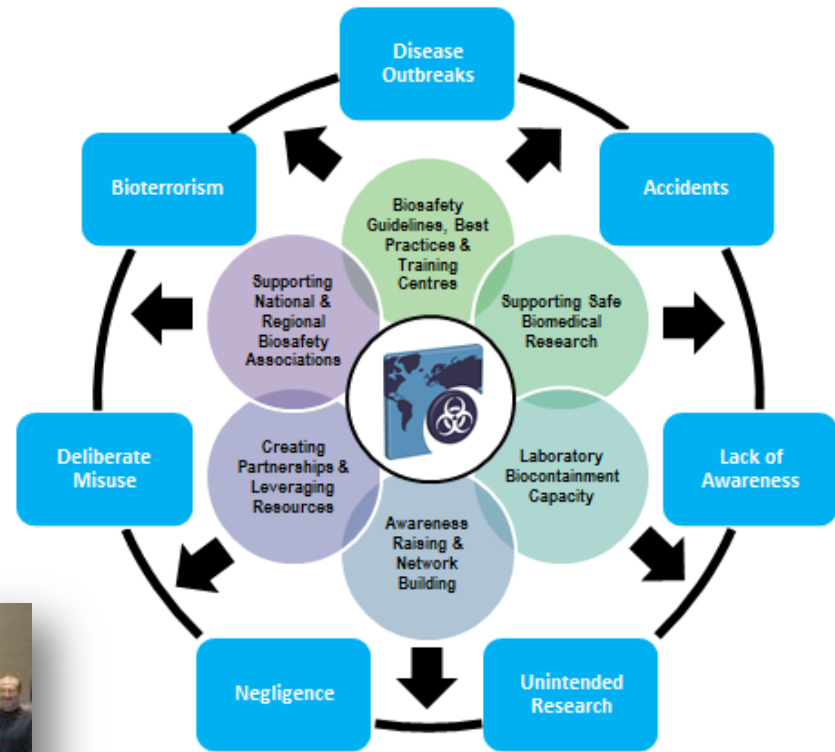 Disease
Outbreaks
Bioterrorism
Accidents
Biosafety
Guidelines, Best
Practices &
Training
Centres
Supporting
National &
Regional
Biosafety
Associations
Supporting Safe
Biomedical
Research
Deliberate
Misuse
Creating
Partnerships &
Leveraging
Resources
Laboratory
Biocontainment
Capacity
Lack of
Awareness
Awareness
Raising &
Network
Building
Negligence
Unintended
Research